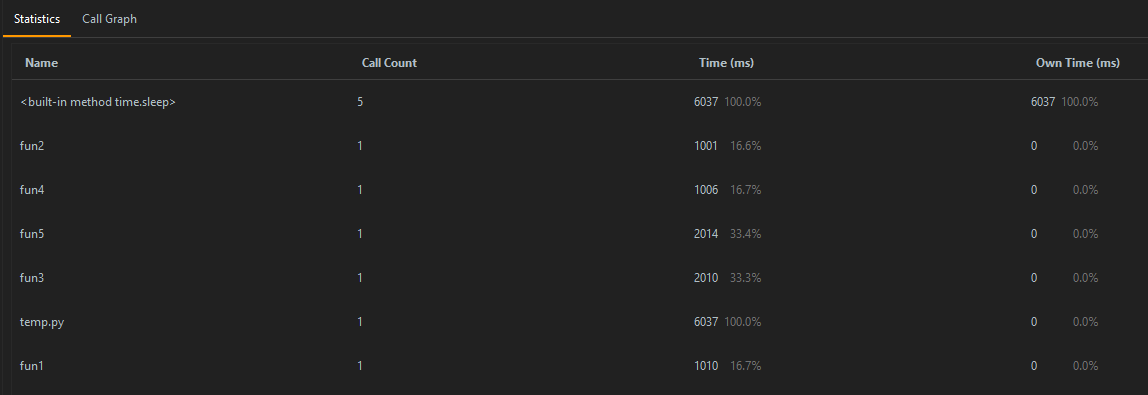 Statistics Call Graph
Name Call Count Time (ms) Own Time (ms)
<built-in method time.sleep> 5 6037 100.0% 6037 100.0%
fun2 1 1001 16.6% 0 0.0%
fun4 1 1006 16.7% 0 0.0%
fun5 1 2014 33.4% 0 0.0%
fun3 1 2010 33.3% 0 0.0%
temp.py 1 6037 100.0% 0 0.0%
fun1 1 1010 16.7% 0 0.0%